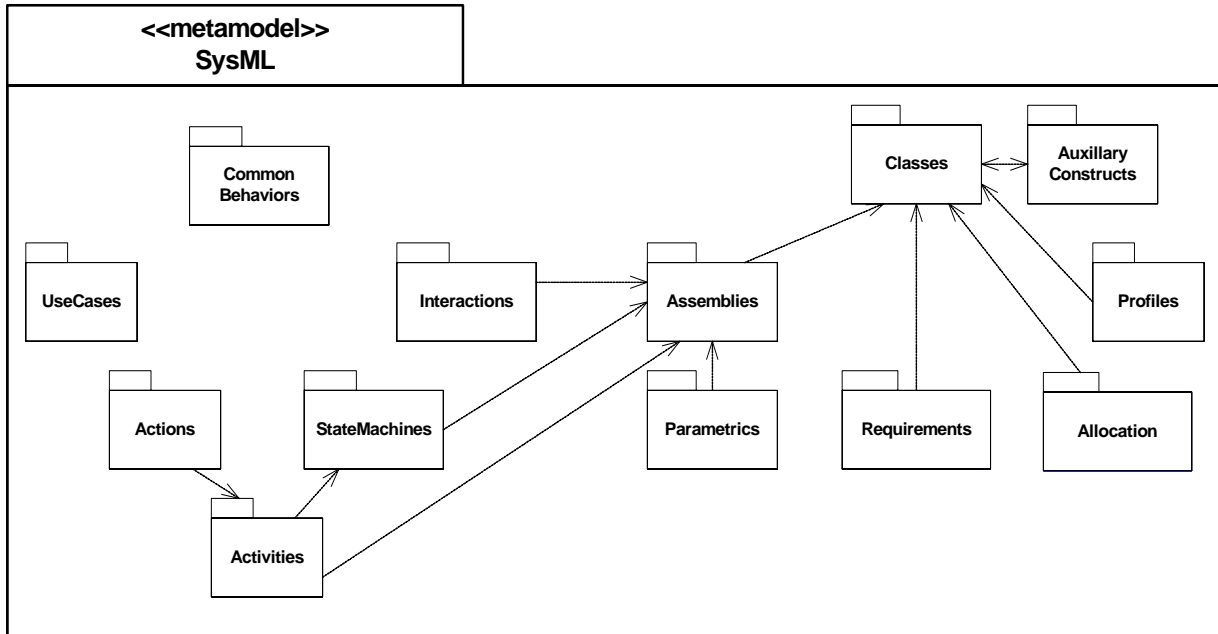 <<metamodel>>
SysML
Classes
Auxillary
Constructs
Common
Behaviors
UseCases
Interactions
Assemblies
Profiles
Actions
StateMachines
Parametrics
Requirements
Allocation
Activities